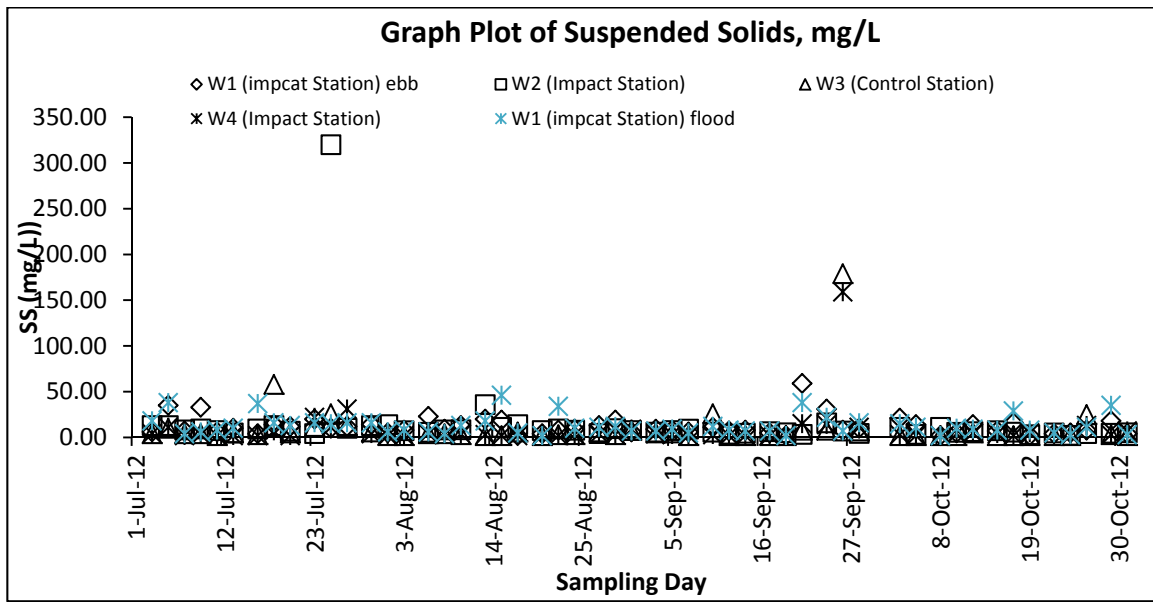 Graph Plot of Suspended Solids, mg/L
W1 (impcat Station) ebb
W2 (Impact Station)
W3 (Control Station)
W4 (Impact Station)
W1 (impcat Station) flood
350.00
300.00
250.00
200.00
150.00
100.00
50.00
0.00
SS (mg/L))
1-Jul-12
12-Jul-12
23-Jul-12
3-Aug-12
14-Aug-12
25-Aug-12
5-Sep-12
16-Sep-12
27-Sep-12
8-Oct-12
19-Oct-12
30-Oct-12
Sampling Day